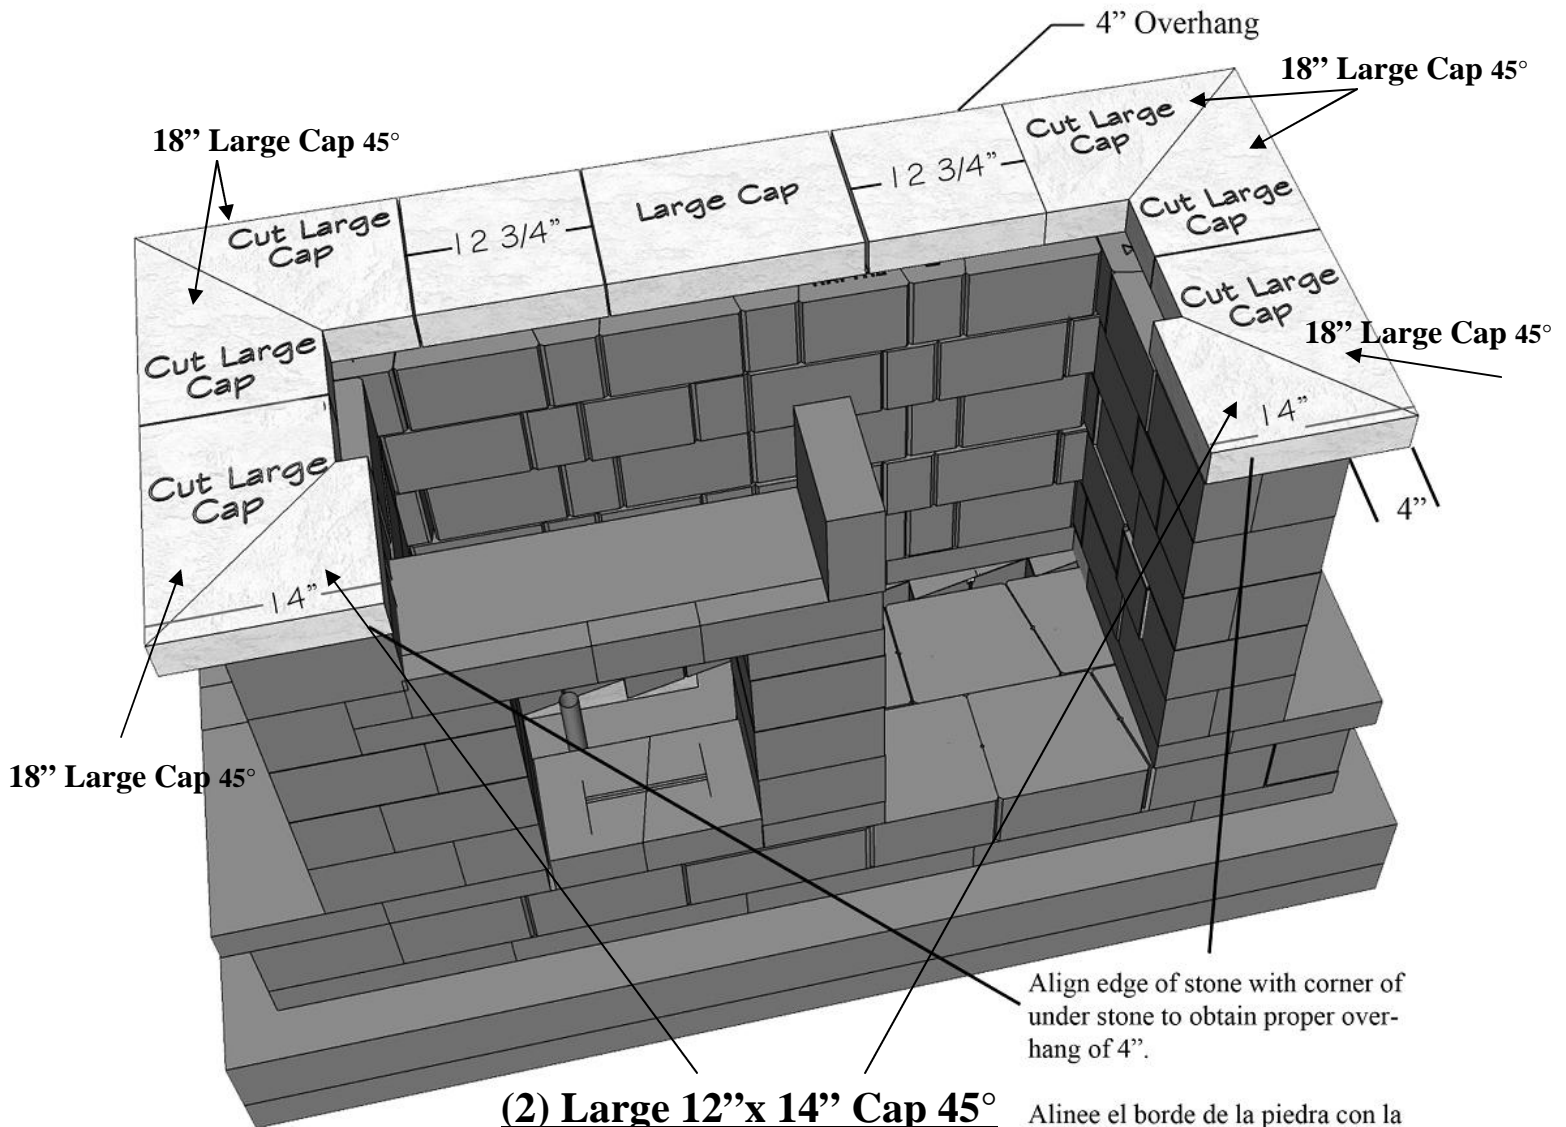 4” Overhang
18” Large Cap 45°
18” Large Cap 45°
Cut Large
Cap
12 3/4”
Large Cap
12 3/4”
Cut Large
Cap
Cut Large
Cap
Cut Large
Cap
18” Large Cap 45°
Cut Large
Cap
14”
4”
Cut Large
Cap
14”
18” Large Cap 45°
Align edge of stone with corner of
under stone to obtain proper over-
hang of 4”.
(2) Large 12”x 14” Cap 45°
Alinee el borde de la piedra con la